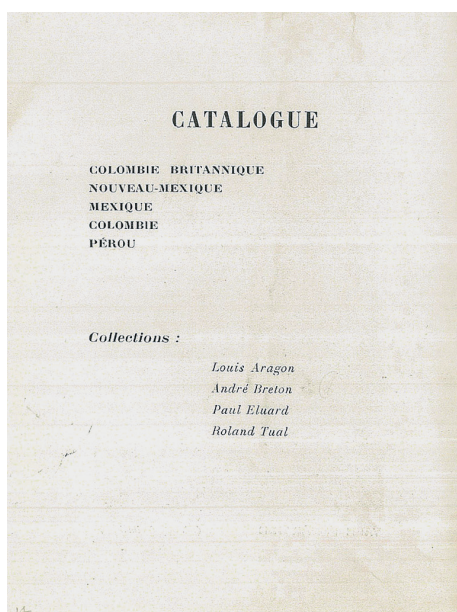 CATALOGUE
COLOMBIE BRITANNIQUE
NOUVEAU-MEXIQUE
MEXIQUE
COLOMBIE
PÉROU
Collections :
Louis Aragon
André Breton
Paul Eluard
Roland Tual